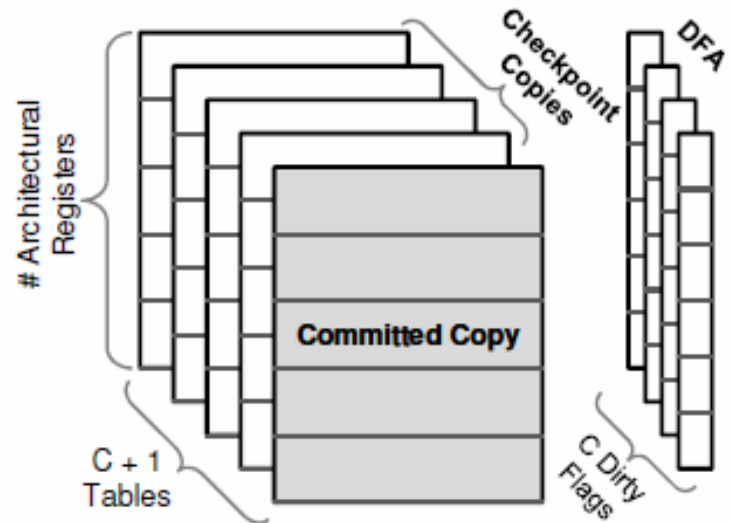 # Architectural
Registers
Checkpoint
Copies
DFA
Committed Copy
C + 1
Tables
C Dirty
Flags